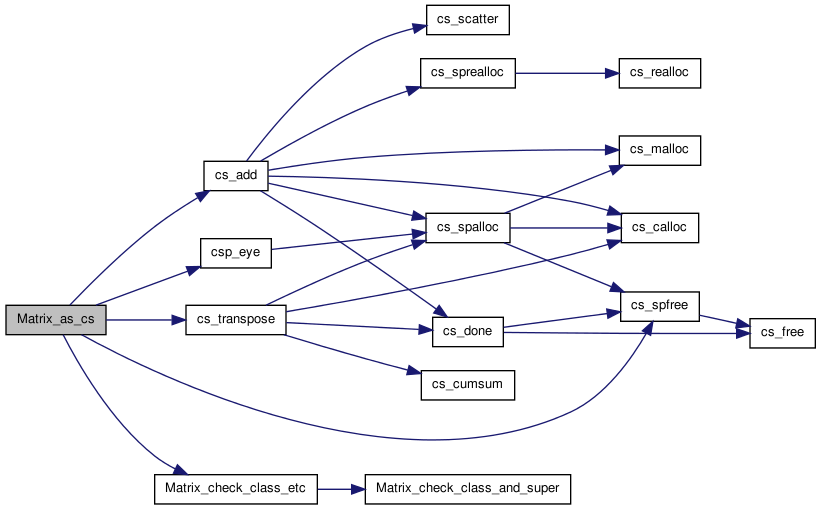 cs_scatter
cs_sprealloc
cs_realloc
cs_malloc
cs_add
cs_spalloc
cs_calloc
csp_eye
Matrix_as_cs
cs_transpose
cs_spfree
cs_done
cs_free
cs_cumsum
Matrix_check_class_etc
Matrix_check_class_and_super